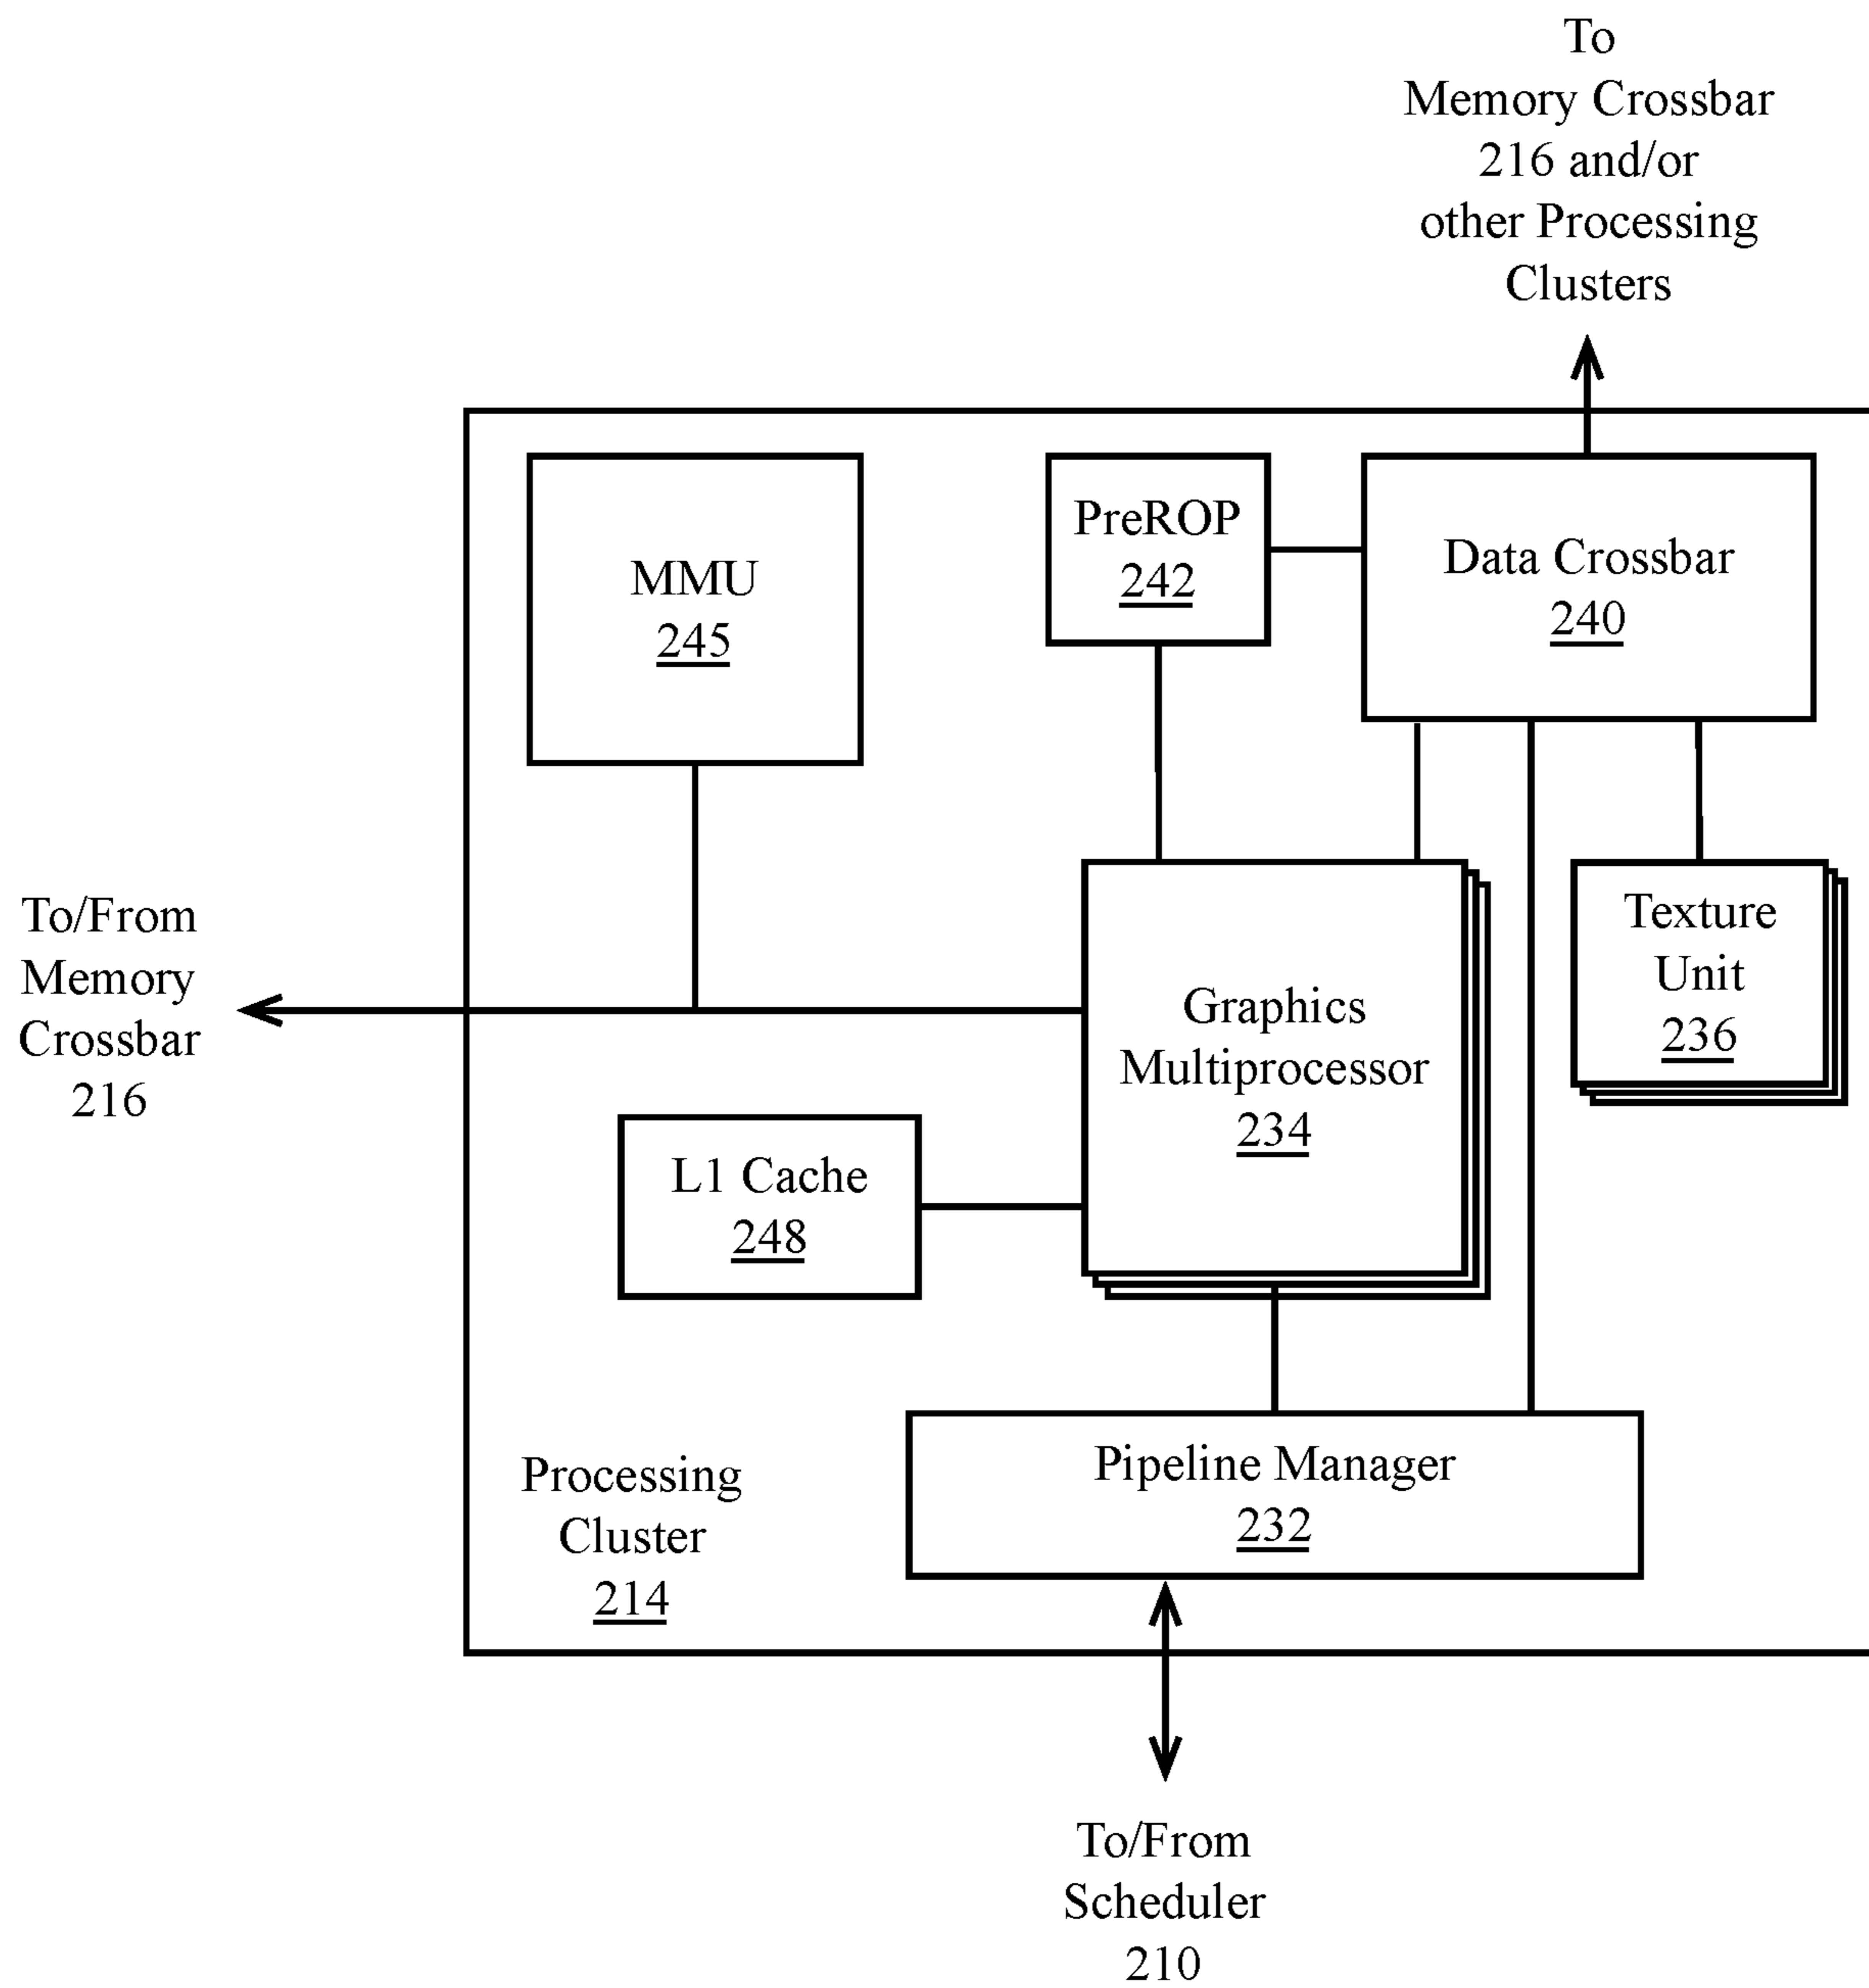 To
Memory Crossbar
216 and/or
other Processing
Clusters
MMU
245
PreROP
242
Data Crossbar
240
To/From
Memory
Crossbar
216
Graphics
Multiprocessor
234
Texture
Unit
236
L1 Cache
248
Processing
Cluster
214
Pipeline Manager
232
To/From
Scheduler
210